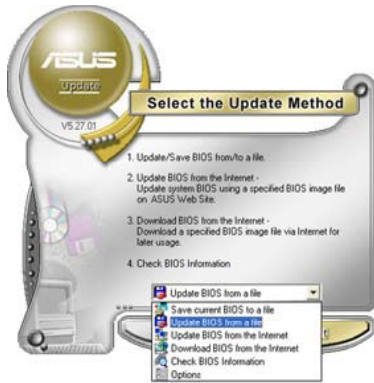 ASUS
Update
V5.27.01
Select the Update Method
1. Update/Save BIOS from/to a file.
2. Update BIOS from the Internet -
Update system BIOS using a specified BIOS image file
on ASUS Web Site.
3. Download BIOS from the Internet -
Download a specified BIOS image file via Internet for
later usage.
4. Check BIOS Information
Update BIOS from a file
Save current BIOS to a file
Update BIOS from a file
Update BIOS from the Internet
Download BIOS from the Internet
Check BIOS Information
Options